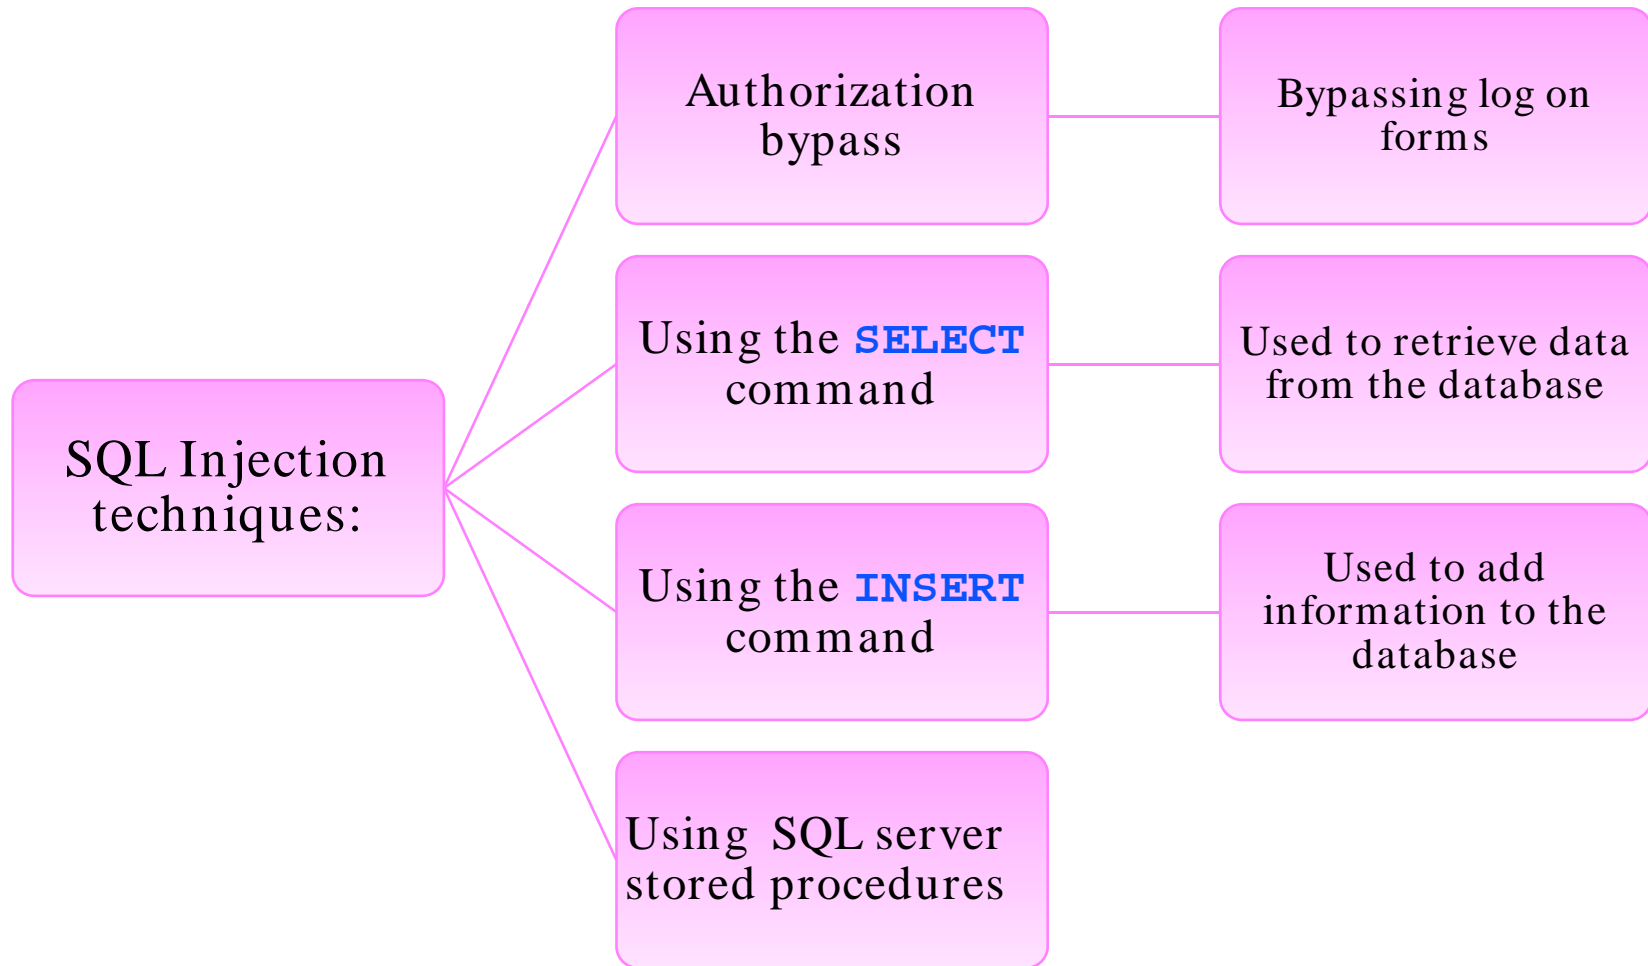 SQL Injection
techniques:
Authorization
bypass
Bypassing log on
forms
Using the SELECT
command
Used to retrieve data
from the database
Using the INSERT
command
Used to add
information to the
database
Using SQL server
stored procedures